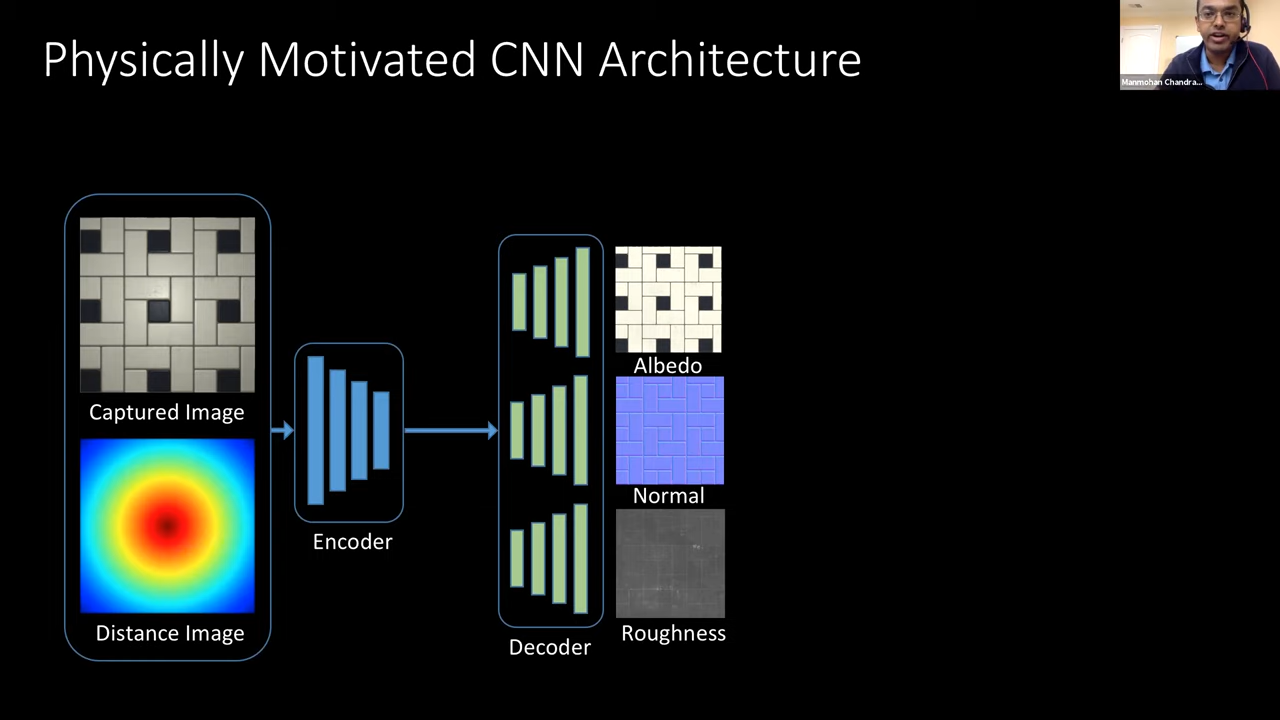 Physically Motivated CNN Architecture
Manmohan Chandra...
Captured Image
Distance Image
Encoder
Decoder
Albedo
Normal
Roughness